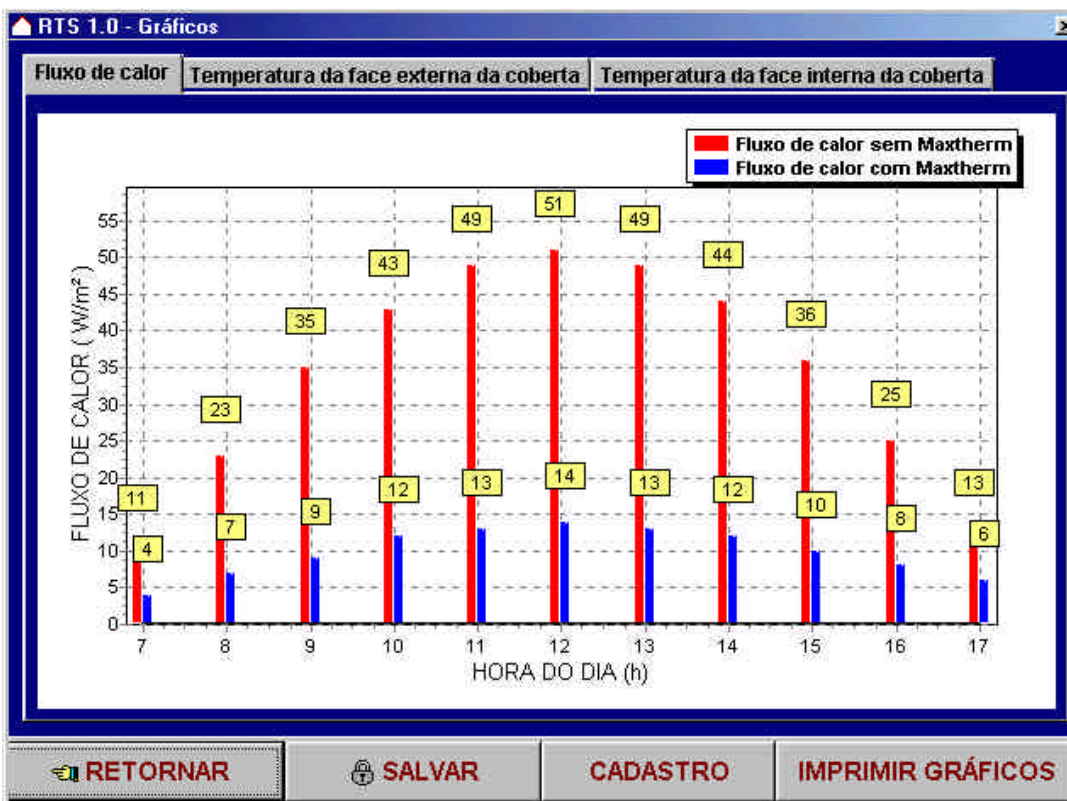 RTS 1.0 - Gráficos
Fluxo de calor Temperatura da face externa da coberta Temperatura da face interna da coberta
Fluxo de calor sem Maxtherm
Fluxo de calor com Maxtherm
FLUXO DE CALOR ( W/m²)
55
50
45
40
35
30
25
20
15
10
5
0
11 23 35 43 49 51 49 44 36 25 13
4 7 9 12 13 14 13 12 10 8 6
7 8 9 10 11 12 13 14 15 16 17
HORA DO DIA (h)
RETORNAR SALVAR CADASTRO IMPRIMIR GRÁFICOS